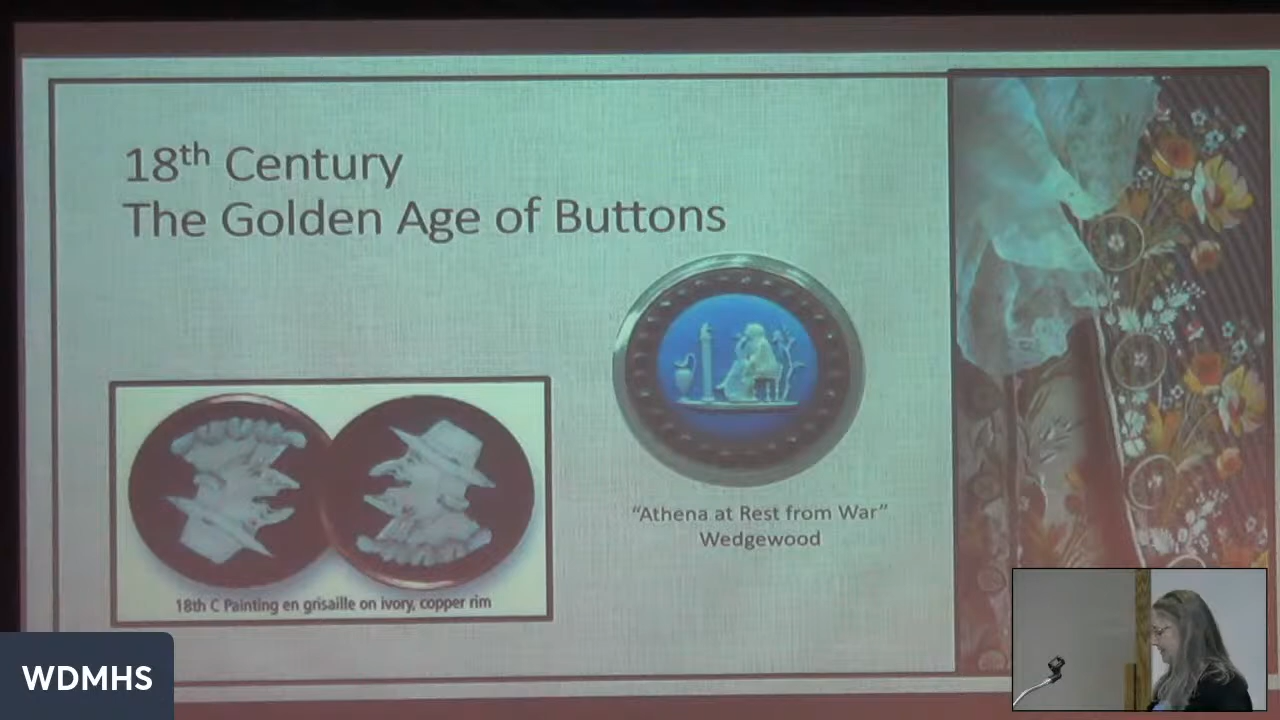 18th Century
The Golden Age of Buttons
"Athena at Rest from War"
Wedgewood
18th C Painting en grisaille on ivory, copper rim
WDMHS